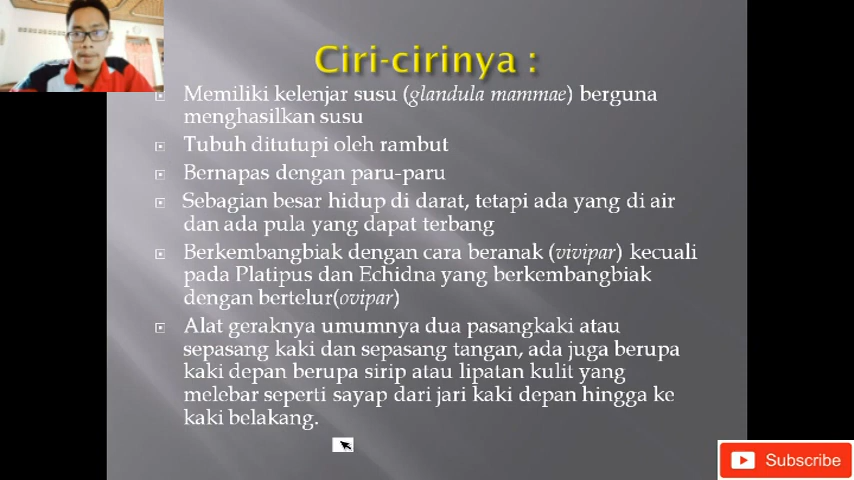 Ciri-cirinya :
Memiliki kelenjar susu (glandula mammae) berguna
menghasilkan susu
Tubuh ditutupi oleh rambut
Bernapas dengan paru-paru
Sebagian besar hidup di darat, tetapi ada yang di air
dan ada pula yang dapat terbang
Berkembangbiak dengan cara beranak (vivipar) kecuali
pada Platipus dan Echidna yang berkembangbiak
dengan bertelur(ovipar)
Alat geraknya umumnya dua pasangkaki atau
sepasang kaki dan sepasang tangan, ada juga berupa
kaki depan berupa sirip atau lipatan kulit yang
melebar seperti sayap dari jari kaki depan hingga ke
kaki belakang.
Subscribe